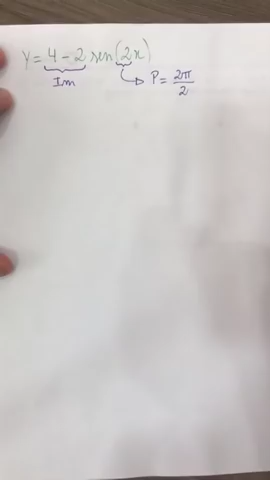 y = 4 - 2 sen(2x)
Im P = 2π/2